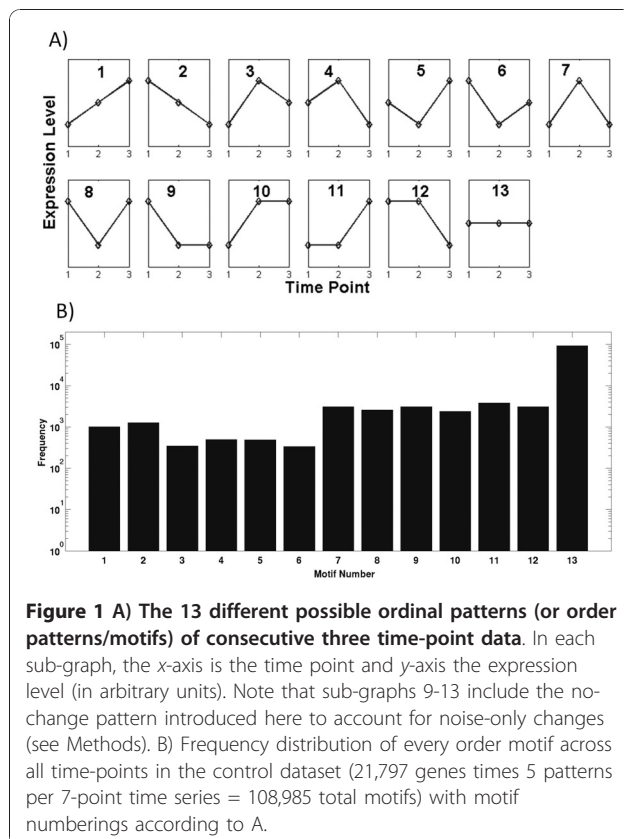 A)
1 2 3 4 5 6 7
Expression Level
1 2 3 1 2 3 1 2 3 1 2 3 1 2 3 1 2 3 1 2 3
8 9 10 11 12 13
1 2 3 1 2 3 1 2 3 1 2 3 1 2 3 1 2 3
Time Point
B)
10^5
10^4
10^3
10^2
10^1
10^0
Frequency
1 2 3 4 5 6 7 8 9 10 11 12 13
Motif Number
Figure 1 A) The 13 different possible ordinal patterns (or order
patterns/motifs) of consecutive three time-point data. In each
sub-graph, the x-axis is the time point and y-axis the expression
level (in arbitrary units). Note that sub-graphs 9-13 include the no-
change pattern introduced here to account for noise-only changes
(see Methods). B) Frequency distribution of every order motif across
all time-points in the control dataset (21,797 genes times 5 patterns
per 7-point time series = 108,985 total motifs) with motif
numberings according to A.